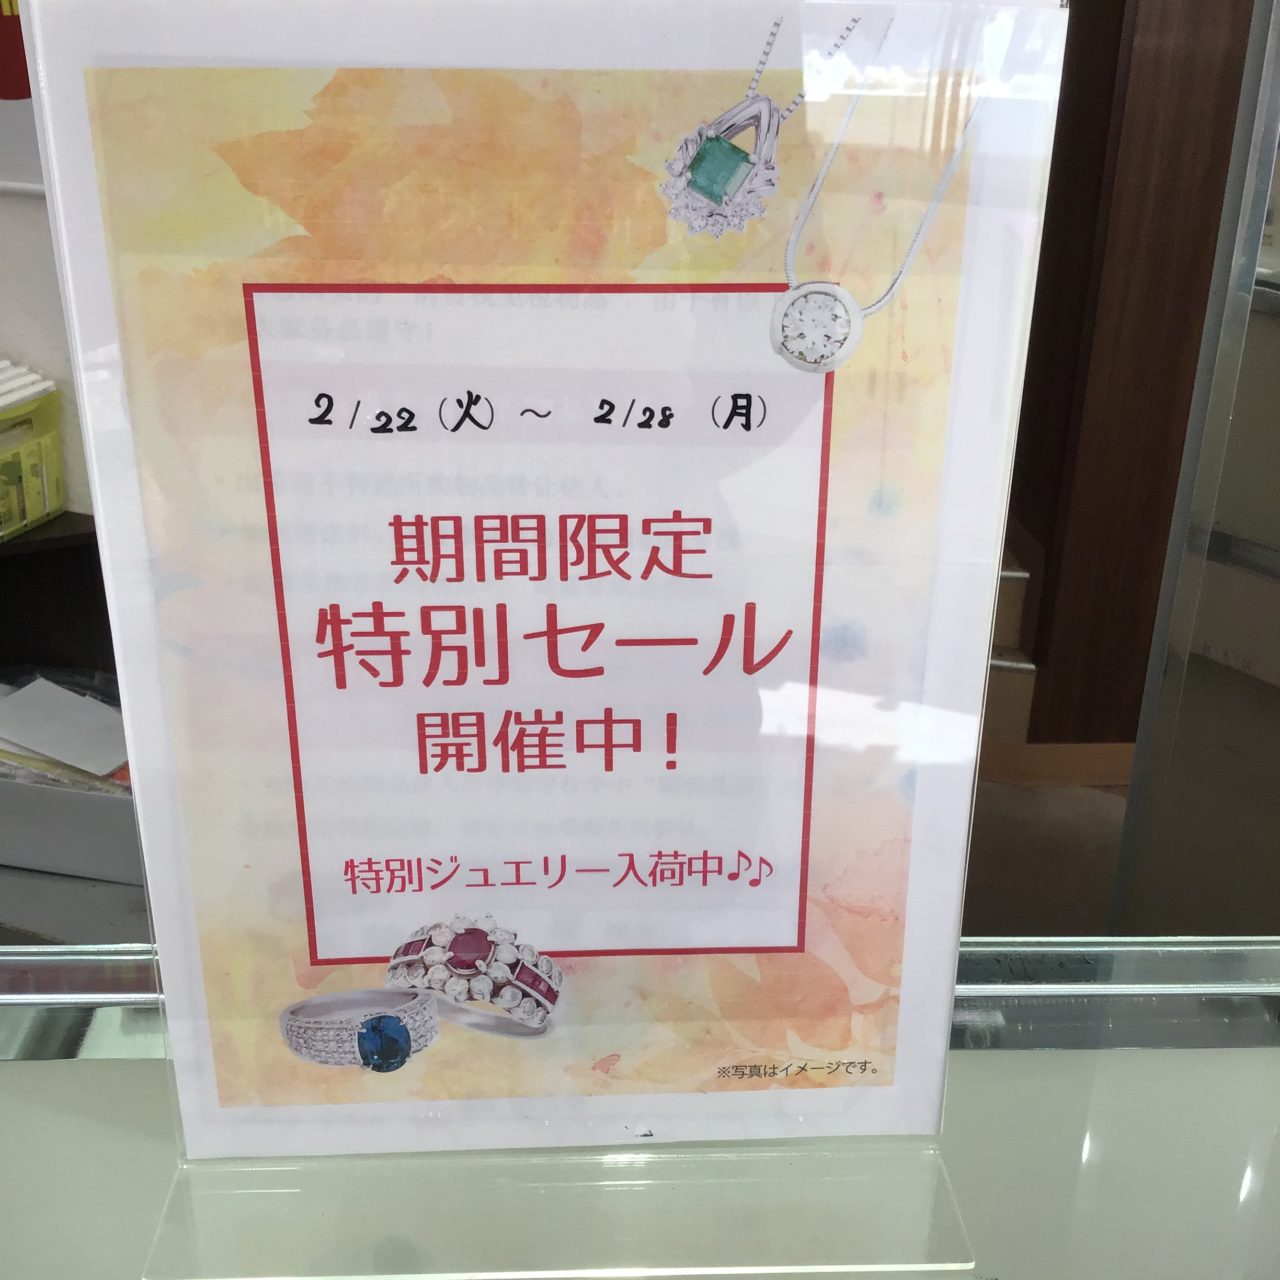 2/22（火）～ 2/28（月）
期間限定
特別セール
開催中！
特別ジュエリー入荷中♪♪
※写真はイメージです。